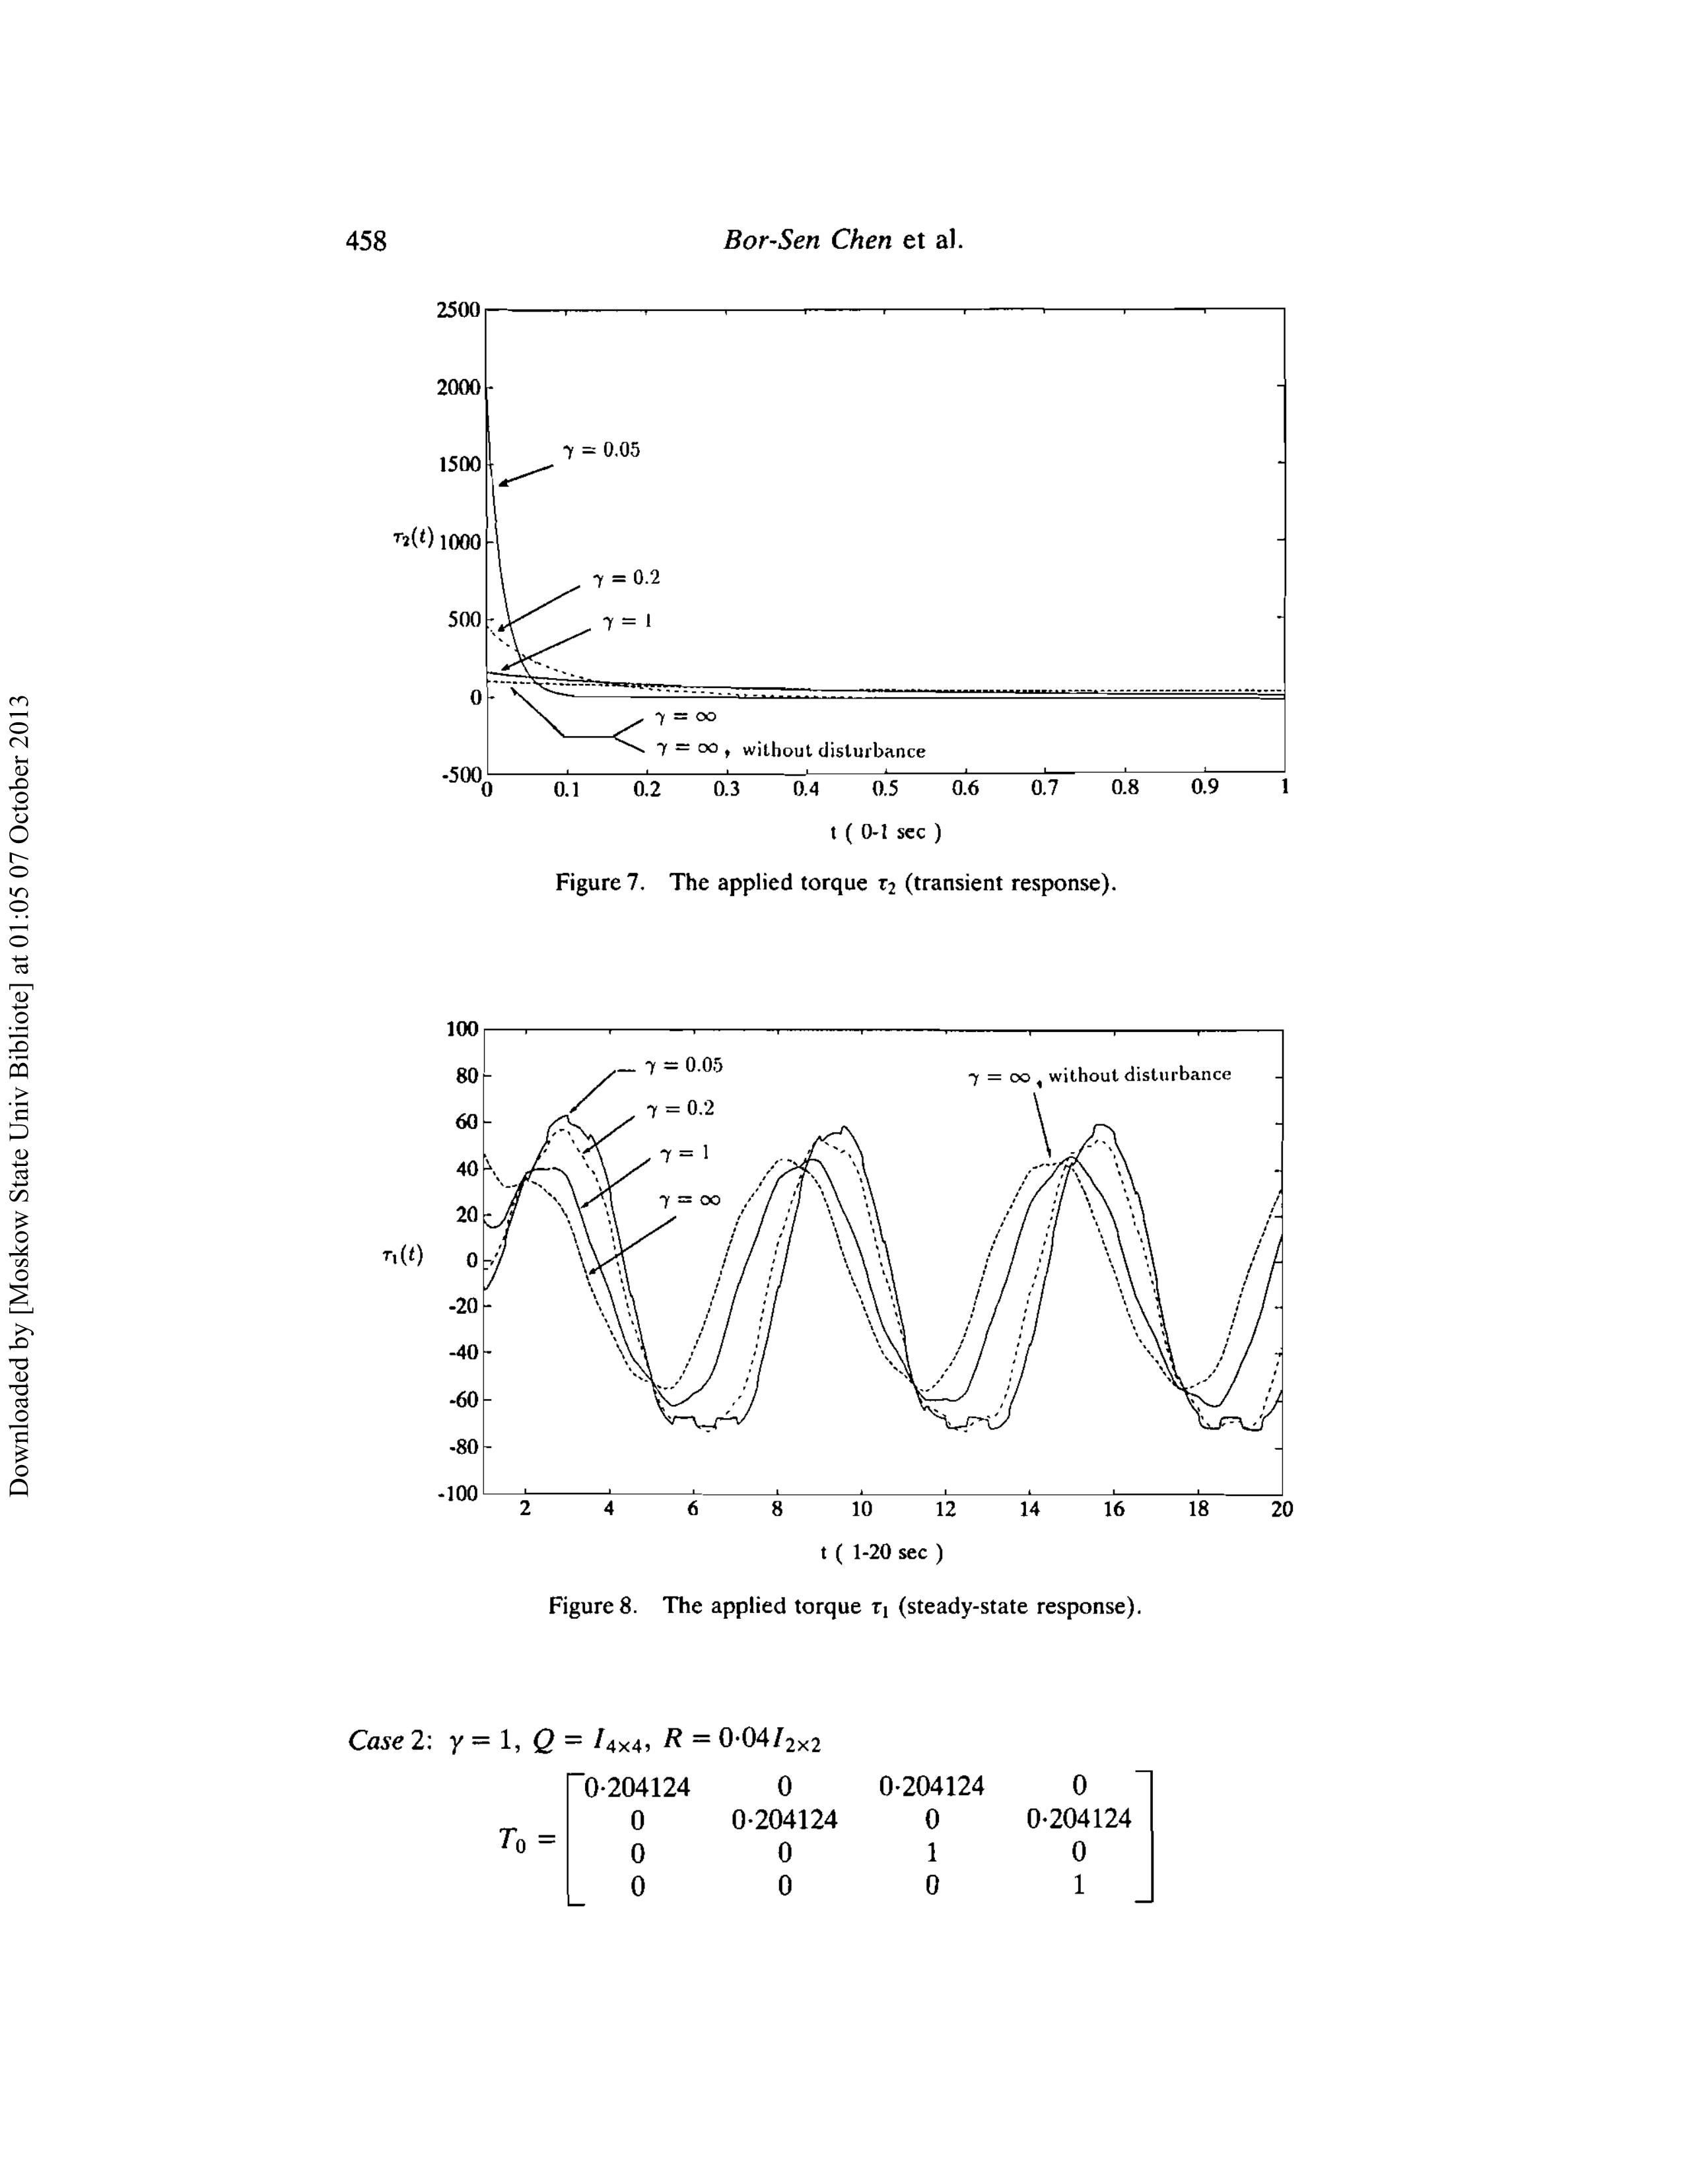 458
Bor-Sen Chen et al.
2500
2000
1500
1000
500
0
-500
τ₂(t)
γ = 0.05
γ = 0.2
γ = 1
γ = ∞
γ = ∞, without disturbance
0 0.1 0.2 0.3 0.4 0.5 0.6 0.7 0.8 0.9 1
t ( 0-1 sec )
Figure 7. The applied torque τ₂ (transient response).
100
80
60
40
20
0
-20
-40
-60
-80
-100
τ₁(t)
γ = 0.05
γ = ∞, without disturbance
γ = 0.2
γ = 1
γ = ∞
2 4 6 8 10 12 14 16 18 20
t ( 1-20 sec )
Figure 8. The applied torque τ₁ (steady-state response).
Case 2: γ = 1, Q = I₄ₓ₄, R = 0·04I₂ₓ₂
0·204124 0 0·204124 0
0 0·204124 0 0·204124
T₀ =
0 0 1 0
0 0 0 1
Downloaded by [Moskow State Univ Bibliote] at 01:05 07 October 2013